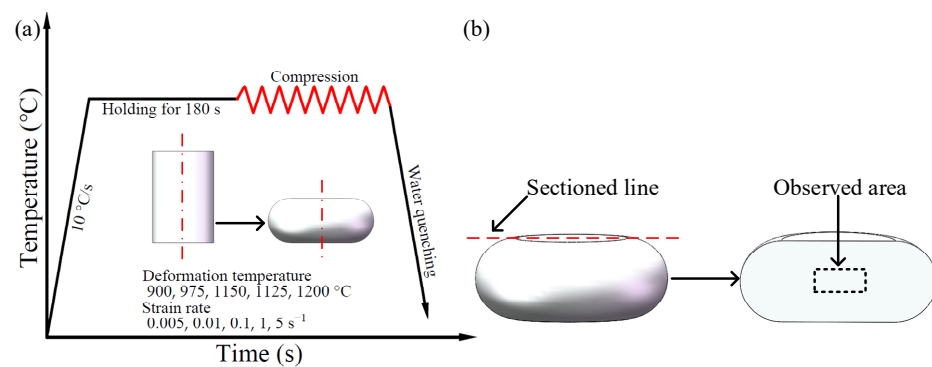 (a)
Temperature (°C)
10 °C/s
Holding for 180 s
Compression
Water quenching
Deformation temperature
900, 975, 1150, 1125, 1200 °C
Strain rate
0.005, 0.01, 0.1, 1, 5 s⁻¹
Time (s)
(b)
Sectioned line
Observed area